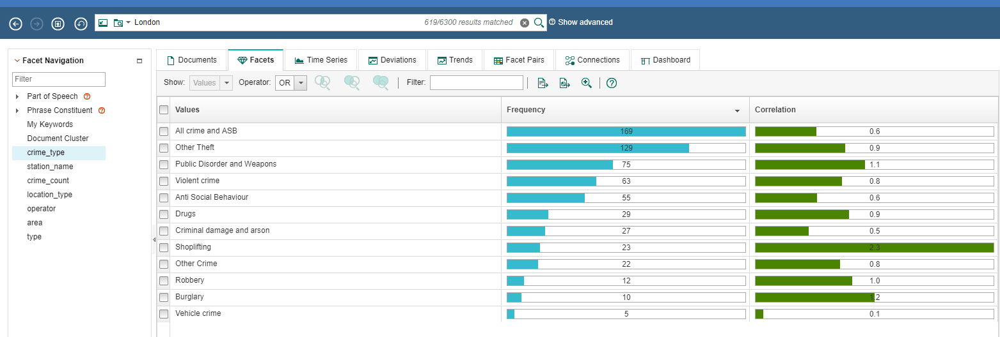 London 619/6300 results matched Show advanced
Facet Navigation
Filter
Part of Speech
Phrase Constituent
My Keywords
Document Cluster
crime_type
station_name
crime_count
location_type
operator
area
type
Documents Facets Time Series Deviations Trends Facet Pairs Connections Dashboard
Show: Values Operator: OR Filter:
Values Frequency Correlation
All crime and ASB 169 0.6
Other Theft 129 0.9
Public Disorder and Weapons 75 1.1
Violent crime 63 0.8
Anti Social Behaviour 55 0.6
Drugs 29 0.9
Criminal damage and arson 27 0.5
Shoplifting 23 2.3
Other Crime 22 0.8
Robbery 12 1.0
Burglary 10 1.2
Vehicle crime 5 0.1